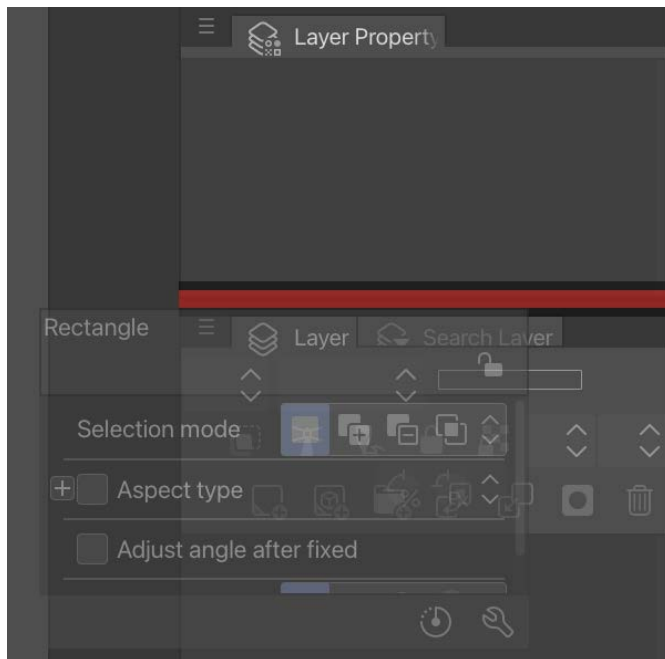 Layer Property
Rectangle
Layer
Search Layer
Selection mode
Aspect type
Adjust angle after fixed